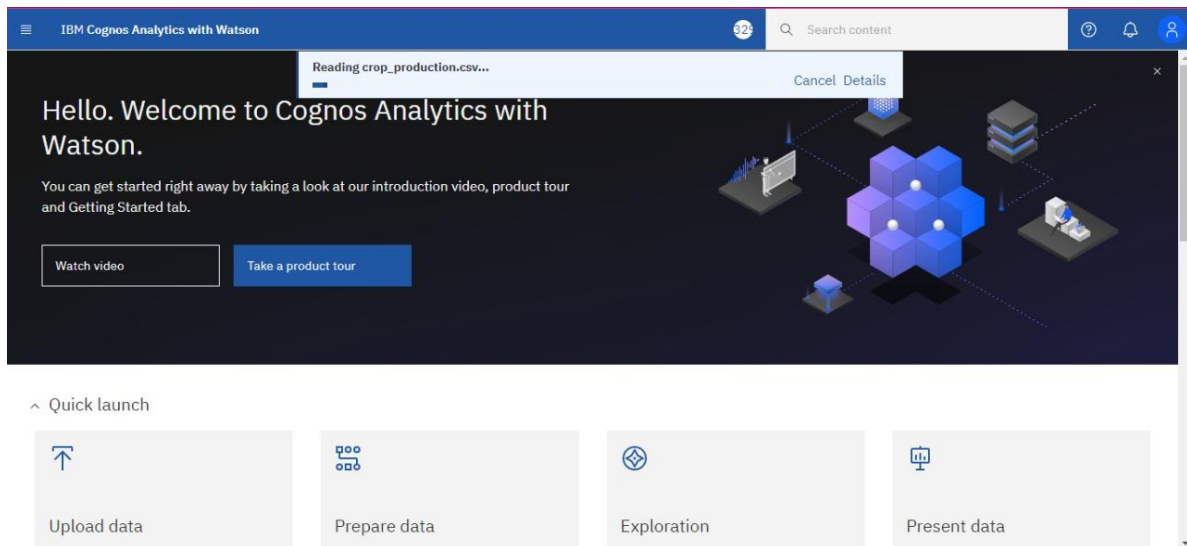 IBM Cognos Analytics with Watson
329
Search content
Reading crop_production.csv...
Cancel Details
Hello. Welcome to Cognos Analytics with
Watson.
You can get started right away by taking a look at our introduction video, product tour
and Getting Started tab.
Watch video
Take a product tour
Quick launch
Upload data
Prepare data
Exploration
Present data